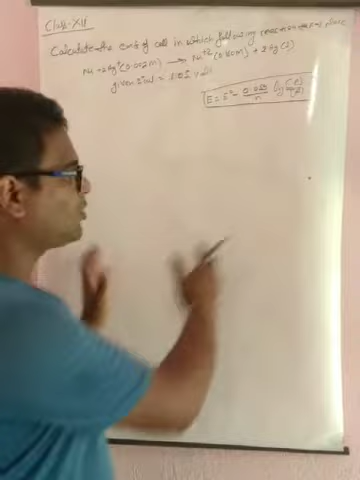 Class-XII
Calculate the emf of cell in which following reaction takes place
Ni + 2Ag⁺ (0.002M) → Ni⁺² (0.160M) + 2Ag (s)
given E°cell = 1.05 volt
E = E° - 0.059/n log